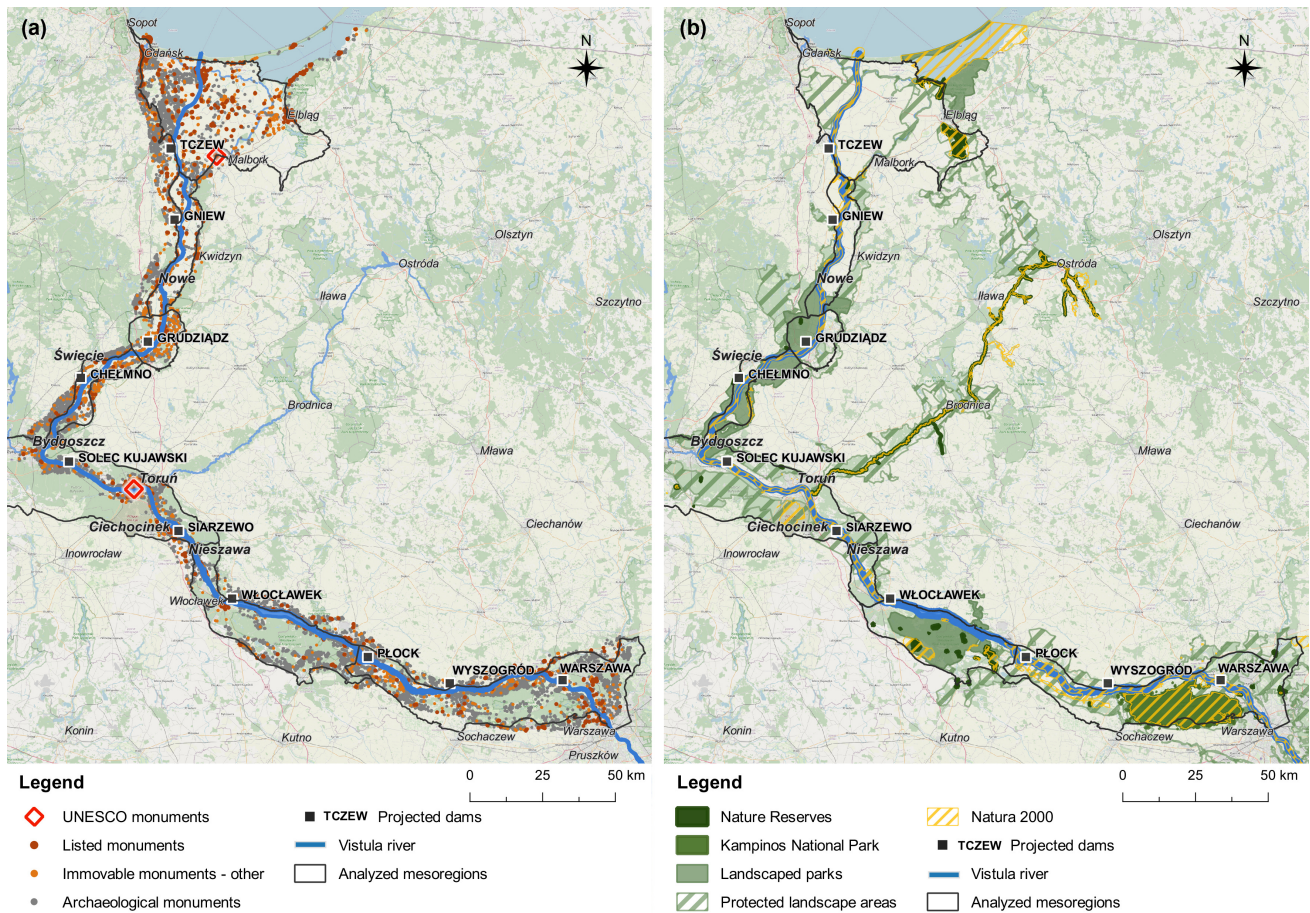 (a)
Sopot
Gdańsk
N
Elbląg
TCZEW
Malbork
GNIEW
Olsztyn
Kwidzyn
Ostróda
Nowe
Iława
Szczytno
GRUDZIĄDZ
Świecie
CHEŁMNO
Brodnica
Bydgoszcz
Mława
SOLEC KUJAWSKI
Toruń
Ciechocinek
SIARZEWO
Ciechanów
Nieszawa
Inowrocław
Włocławek
WŁOCŁAWEK
PŁOCK
WYSZOGRÓD
WARSZAWA
Konin
Kutno
Sochaczew
Warszawa
Pruszków
Legend
0 25 50 km
UNESCO monuments
Listed monuments
Immovable monuments - other
Archaeological monuments
TCZEW Projected dams
Vistula river
Analyzed mesoregions
(b)
Sopot
Gdańsk
N
Elbląg
TCZEW
Malbork
GNIEW
Olsztyn
Kwidzyn
Ostróda
Nowe
Iława
Szczytno
GRUDZIĄDZ
Świecie
CHEŁMNO
Brodnica
Bydgoszcz
Mława
SOLEC KUJAWSKI
Toruń
Ciechocinek
SIARZEWO
Ciechanów
Nieszawa
Inowrocław
WŁOCŁAWEK
PŁOCK
WYSZOGRÓD
WARSZAWA
Konin
Kutno
Sochaczew
Warszawa
Legend
0 25 50 km
Nature Reserves
Kampinos National Park
Landscaped parks
Protected landscape areas
Natura 2000
TCZEW Projected dams
Vistula river
Analyzed mesoregions